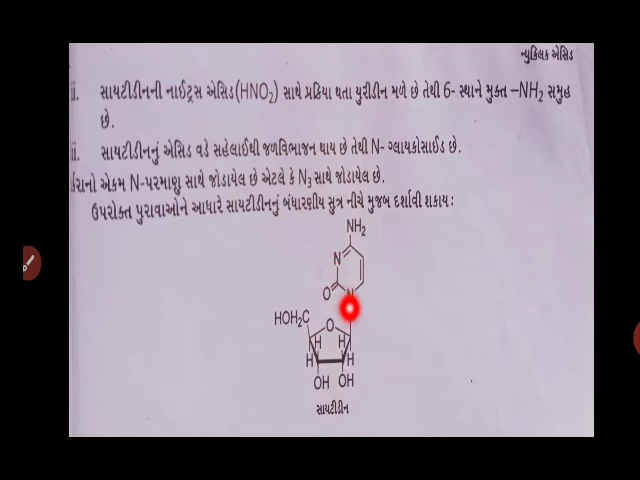 ન્યુક્લિક એસિડ
ii. સાયટીડીનની નાઈટ્રસ એસિડ(HNO₂) સાથે પ્રક્રિયા થતા યુરીડીન મળે છે તેથી 6- સ્થાને મુક્ત –NH₂ સમુહ
છે.
ii. સાયટીડીનનું એસિડ વડે સહેલાઈથી જળવિભાજન થાય છે તેથી N- ગ્લાયકોસાઈડ છે.
એકમ N-પરમાણુ સાથે જોડાયેલ છે એટલે કે N₃ સાથે જોડાયેલ છે.
ઉપરોક્ત પુરાવાઓને આધારે સાયટીડીનનું બંધારણીય સુત્ર નીચે મુજબ દર્શાવી શકાય :
NH₂
N
O N
HOH₂C O
H H
H H
OH OH
સાયટીડીન